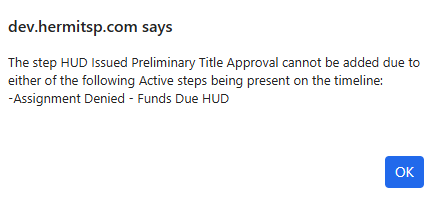 dev.hermitsp.com says
The step HUD Issued Preliminary Title Approval cannot be added due to
either of the following Active steps being present on the timeline:
-Assignment Denied - Funds Due HUD
OK